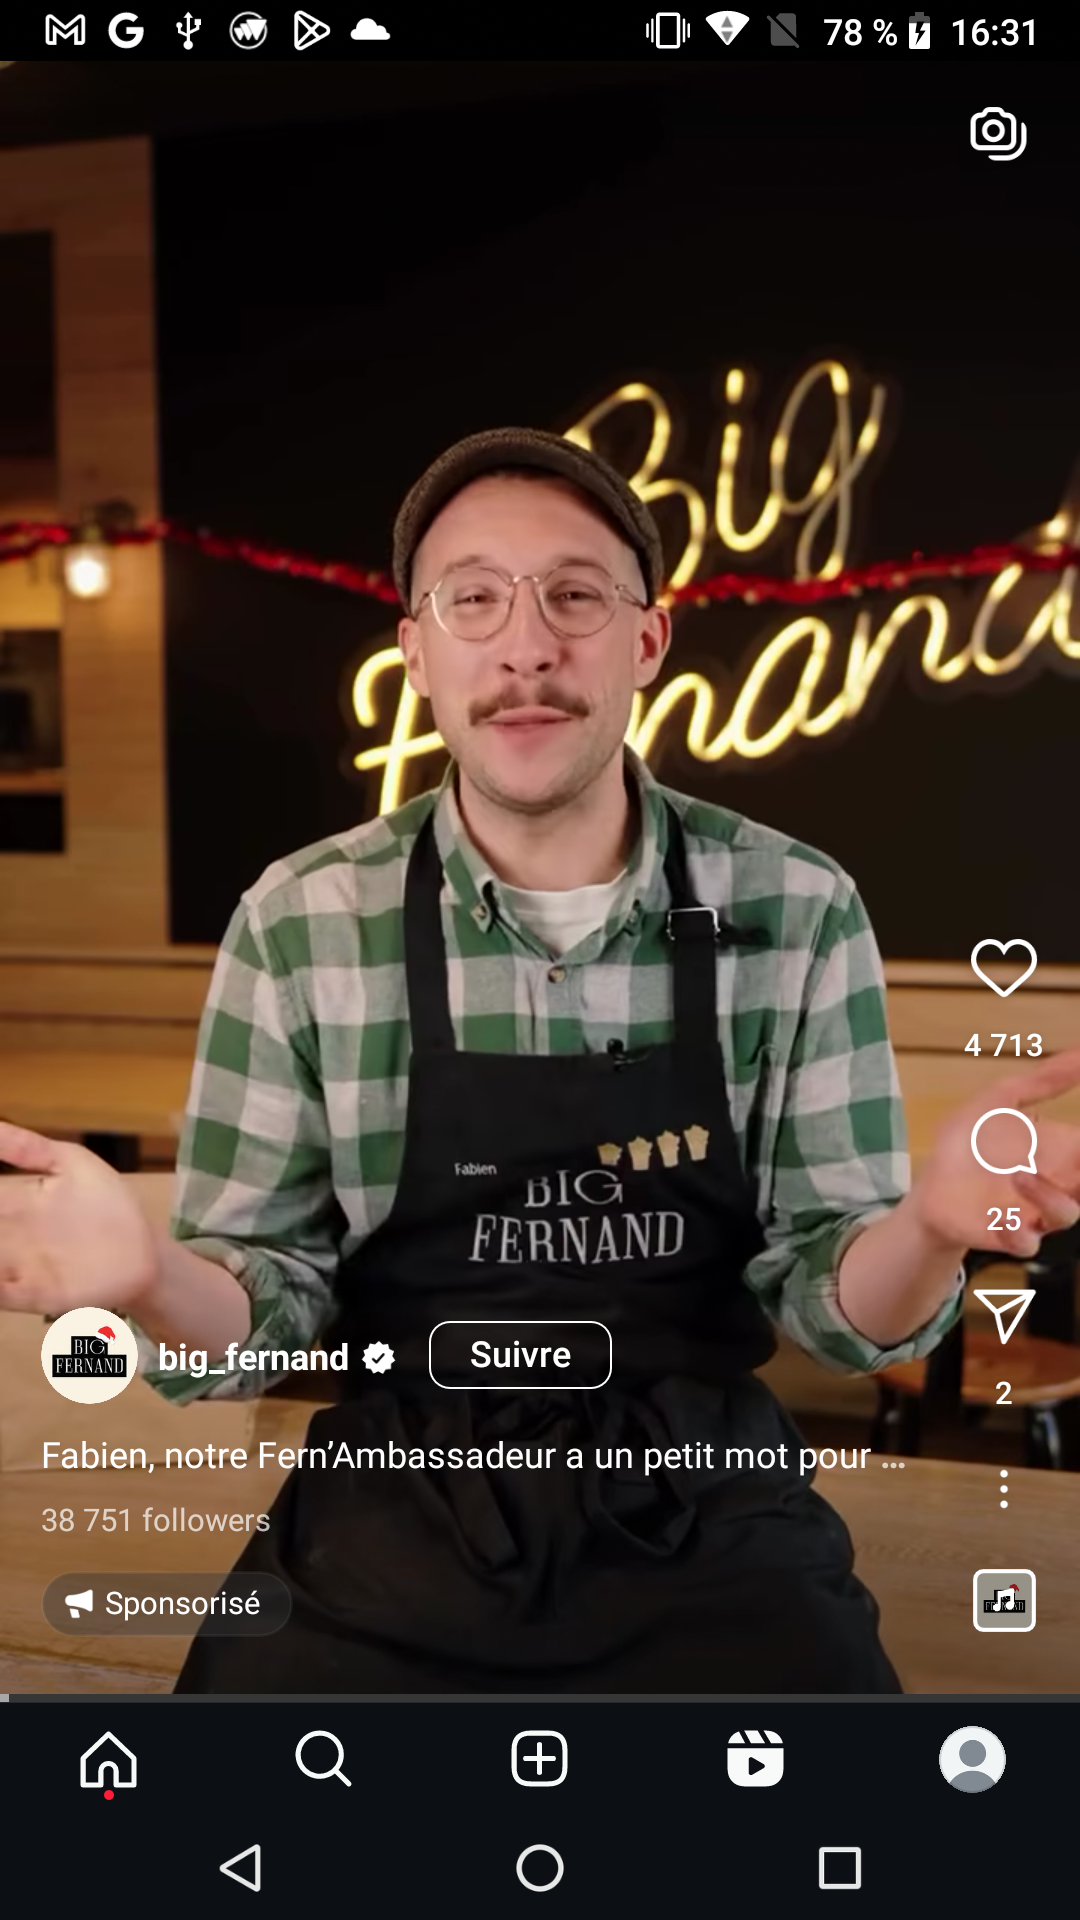 78 % 16:31
Big
Fernand
4 713
Fabien
BIG
FERNAND
25
BIG
FERNAND
big_fernand
Suivre
2
Fabien, notre Fern’Ambassadeur a un petit mot pour ...
38 751 followers
Sponsorisé